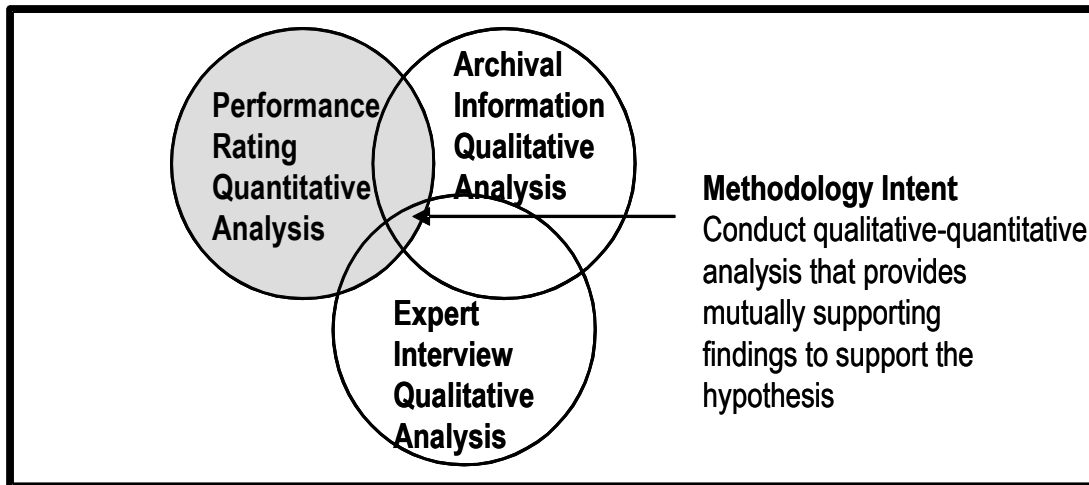 Performance
Rating
Quantitative
Analysis
Archival
Information
Qualitative
Analysis
Expert
Interview
Qualitative
Analysis
Methodology Intent
Conduct qualitative-quantitative
analysis that provides
mutually supporting
findings to support the
hypothesis